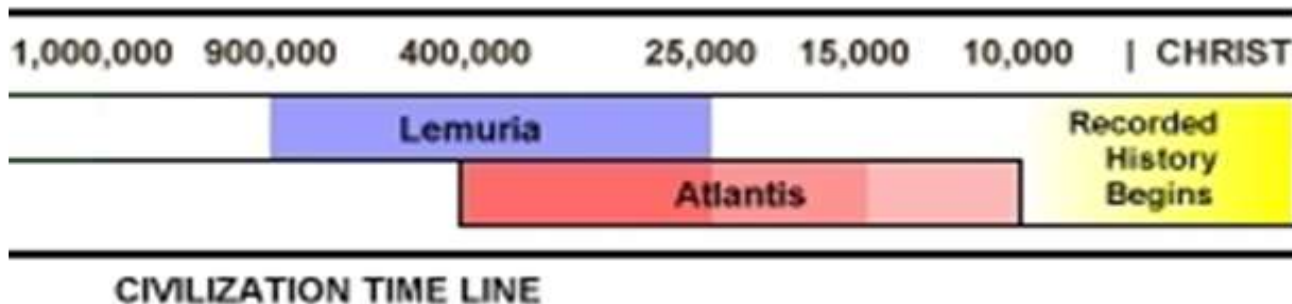 1,000,000 900,000 400,000 25,000 15,000 10,000 | CHRIST
Lemuria
Atlantis
Recorded
History
Begins
CIVILIZATION TIME LINE